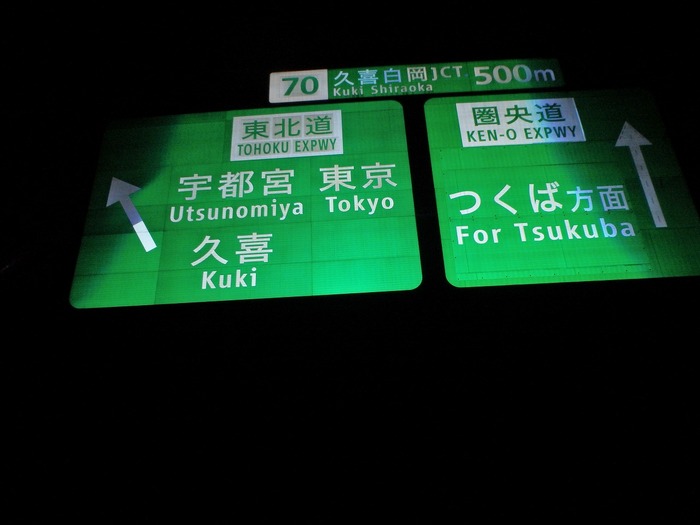 70 久喜白岡JCT 500m
Kuki Shiraoka
東北道
TOHOKU EXPWY
宇都宮 東京
Utsunomiya Tokyo
久喜
Kuki
圏央道
KEN-O EXPWY
つくば方面
For Tsukuba